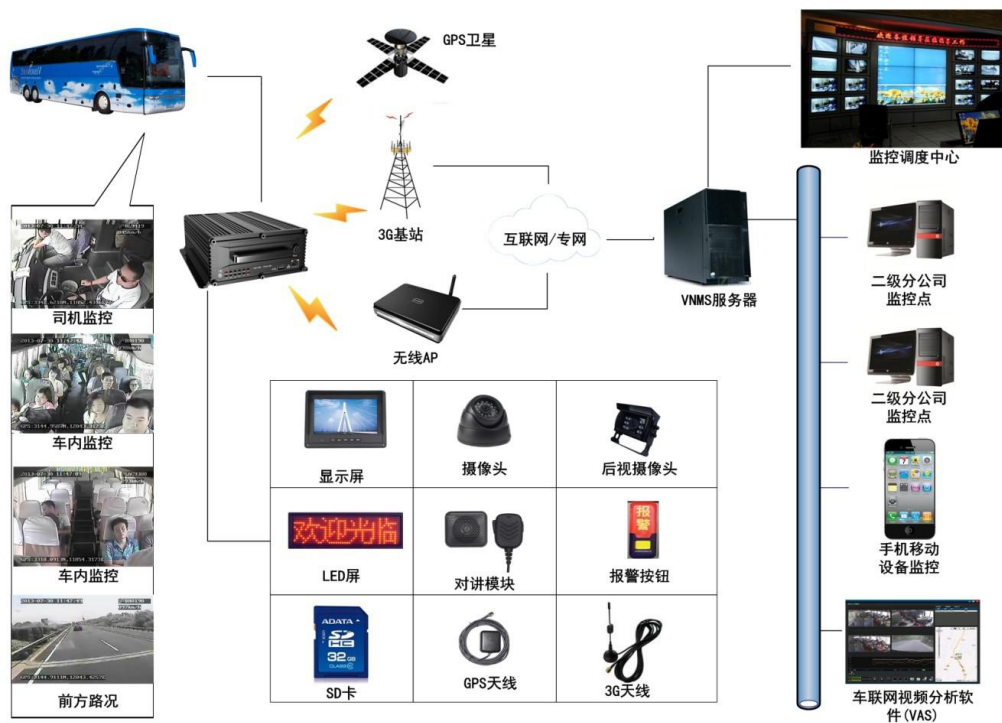 GPS卫星
3G基站
互联网/专网
无线AP
VNMS服务器
监控调度中心
二级分公司
监控点
二级分公司
监控点
手机移动
设备监控
车联网视频分析软
件(VAS)
司机监控
车内监控
车内监控
前方路况
显示屏
摄像头
后视摄像头
欢迎光临
LED屏
对讲模块
报警
报警按钮
ADATA
SD
HC
32GB
SD卡
GPS天线
3G天线